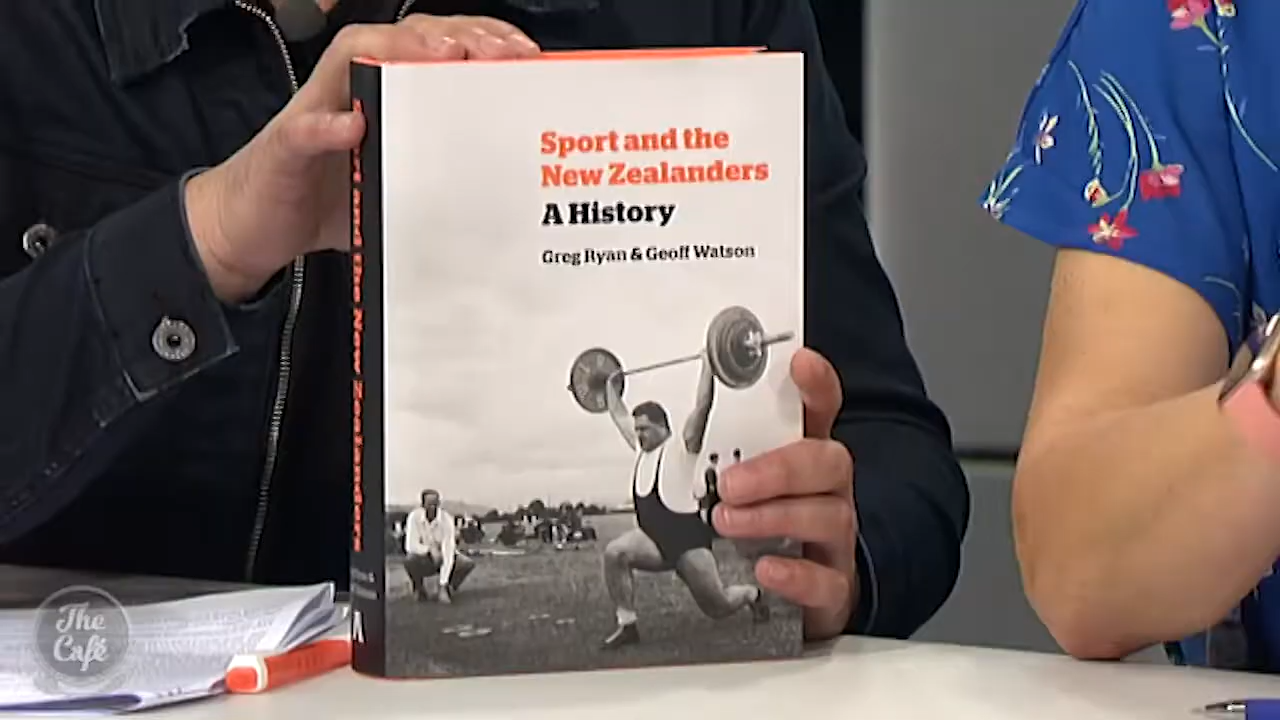 Sport and the
New Zealanders
A History
Greg Ryan & Geoff Watson
Sport and the New Zealanders
The
Café